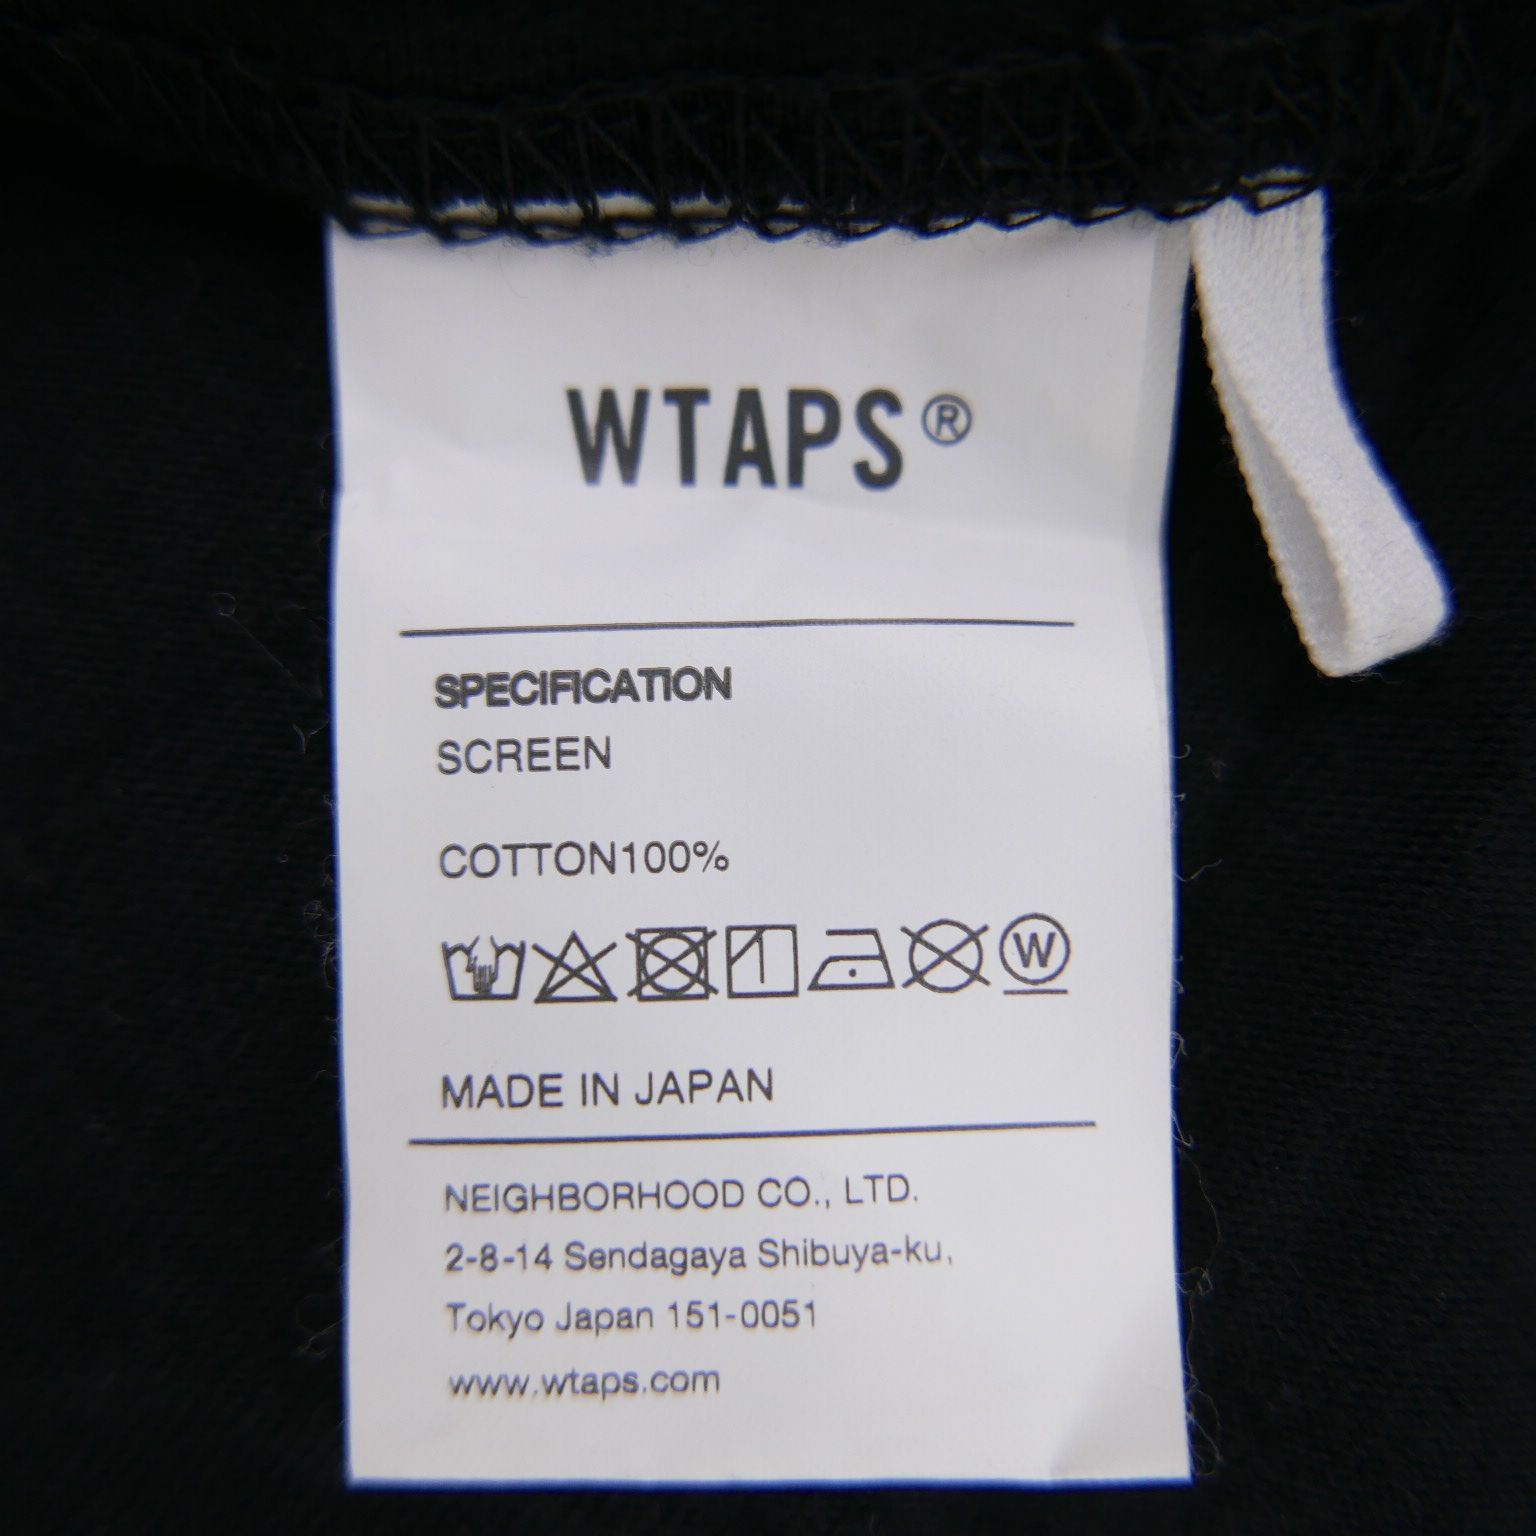 WTAPS®
SPECIFICATION
SCREEN
COTTON100%
W
MADE IN JAPAN
NEIGHBORHOOD CO., LTD.
2-8-14 Sendagaya Shibuya-ku,
Tokyo Japan 151-0051
www.wtaps.com